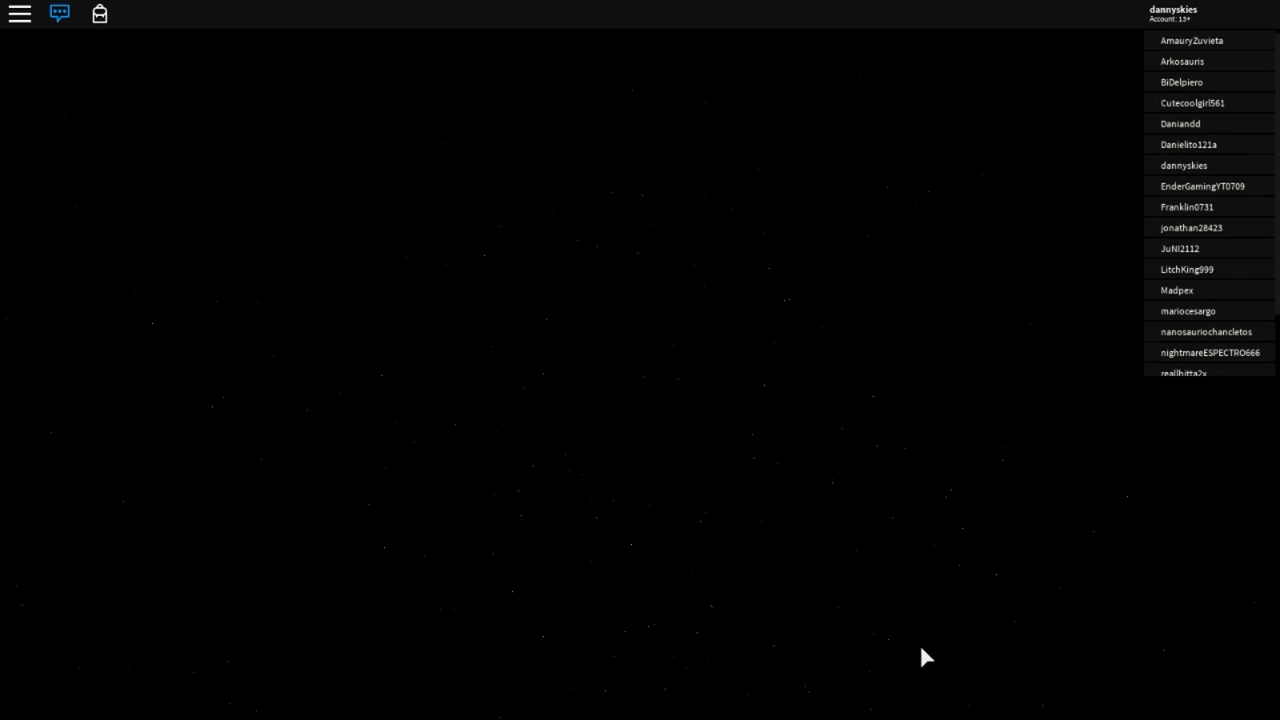 dannyskies
Account: 13+
AmauryZuvieta
Arkosauris
BiDelpiero
Cutecoolgirl561
Daniandd
Danielito121a
dannyskies
EnderGamingYT0709
Franklin0731
jonathan28423
JuNI2112
LitchKing999
Madpex
mariocesargo
nanosauriochancletos
nightmareESPECTRO666
reallhitta2x